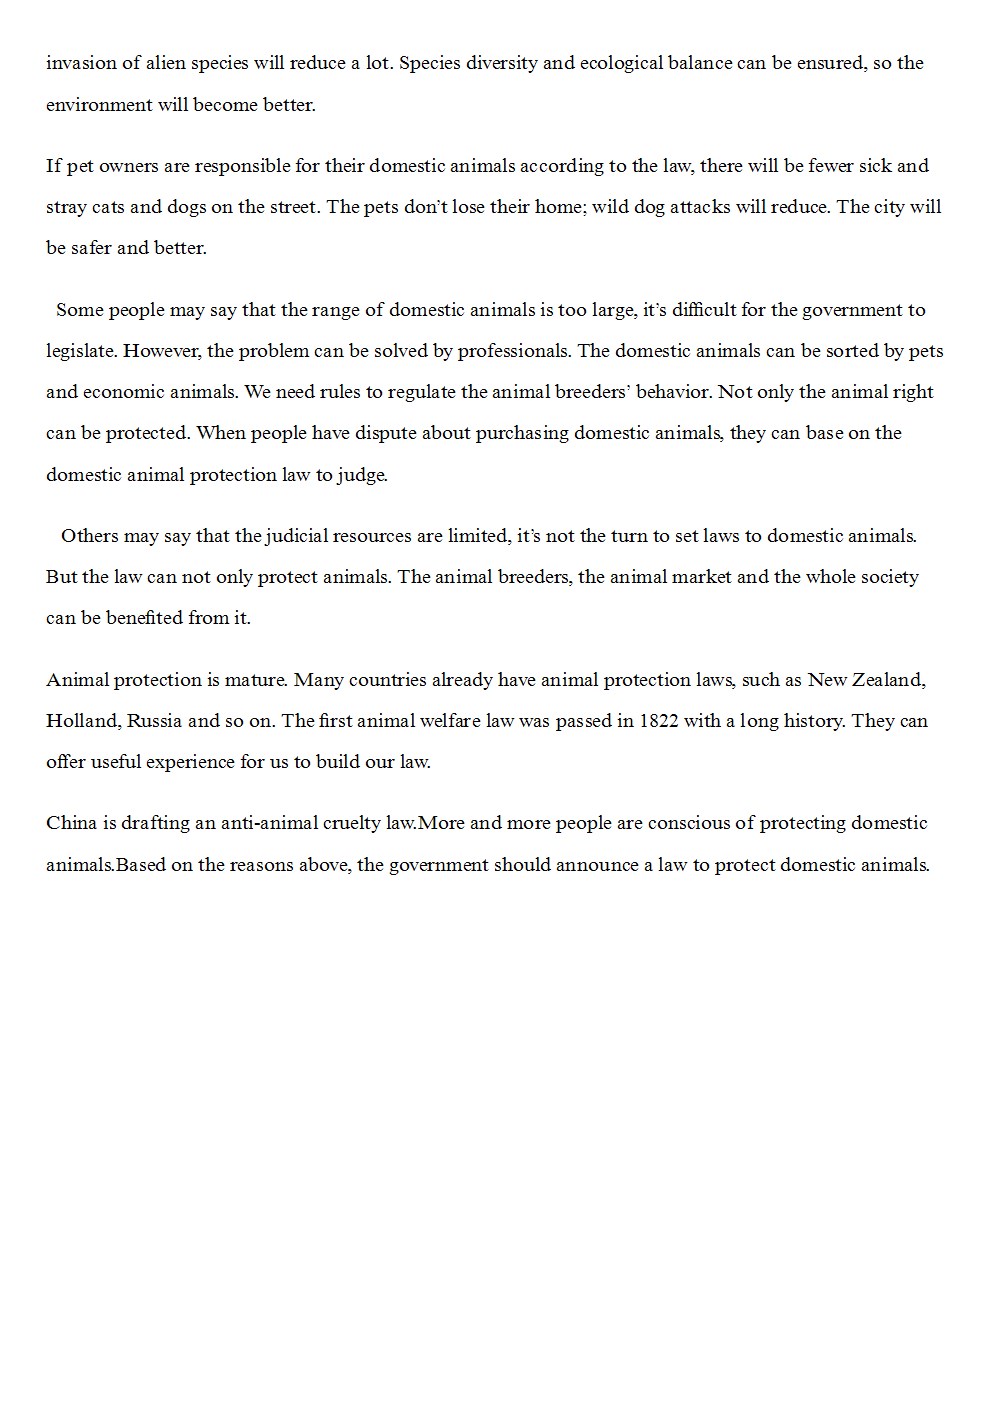 invasion of alien species will reduce a lot. Species diversity and ecological balance can be ensured, so the
environment will become better.
If pet owners are responsible for their domestic animals according to the law, there will be fewer sick and
stray cats and dogs on the street. The pets don’t lose their home; wild dog attacks will reduce. The city will
be safer and better.
Some people may say that the range of domestic animals is too large, it’s difficult for the government to
legislate. However, the problem can be solved by professionals. The domestic animals can be sorted by pets
and economic animals. We need rules to regulate the animal breeders’ behavior. Not only the animal right
can be protected. When people have dispute about purchasing domestic animals, they can base on the
domestic animal protection law to judge.
Others may say that the judicial resources are limited, it’s not the turn to set laws to domestic animals.
But the law can not only protect animals. The animal breeders, the animal market and the whole society
can be benefited from it.
Animal protection is mature. Many countries already have animal protection laws, such as New Zealand,
Holland, Russia and so on. The first animal welfare law was passed in 1822 with a long history. They can
offer useful experience for us to build our law.
China is drafting an anti-animal cruelty law.More and more people are conscious of protecting domestic
animals.Based on the reasons above, the government should announce a law to protect domestic animals.